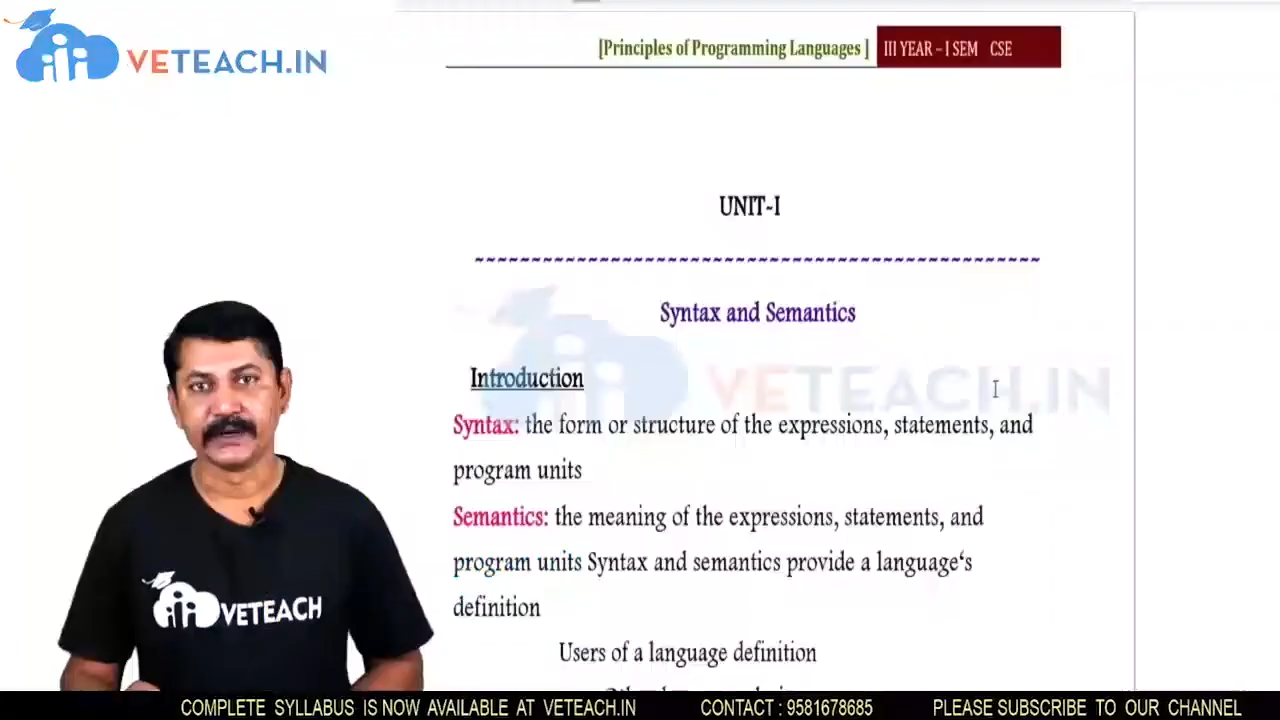 VETEACH.IN
[Principles of Programming Languages ] III YEAR – I SEM CSE
UNIT-I
~~~~~~~~~~~~~~~~~~~~~~~~~~~~~~~~~~~~~~~~~~~~~~~~~~
Syntax and Semantics
Introduction
VETEACH.IN
Syntax: the form or structure of the expressions, statements, and
program units
Semantics: the meaning of the expressions, statements, and
program units Syntax and semantics provide a language‘s
definition
Users of a language definition
VETEACH
COMPLETE SYLLABUS IS NOW AVAILABLE AT VETEACH.IN CONTACT : 9581678685 PLEASE SUBSCRIBE TO OUR CHANNEL